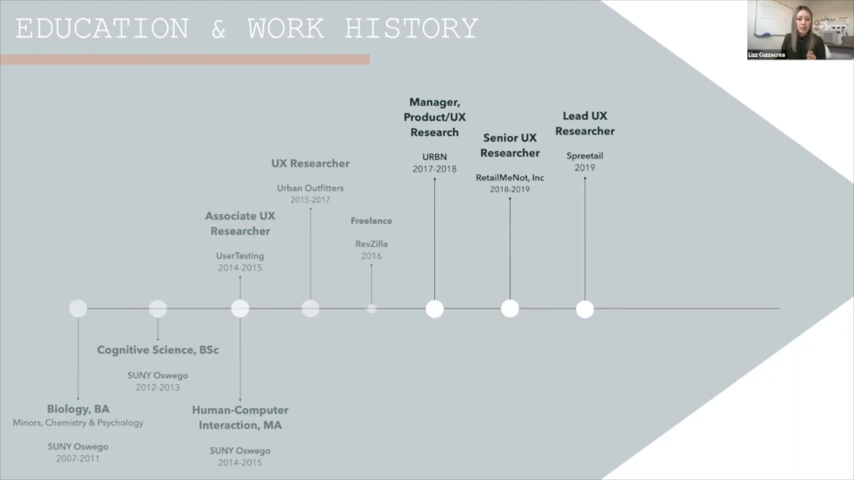 EDUCATION & WORK HISTORY
Manager,
Product/UX
Research
URBN
2017-2018
Senior UX
Researcher
RetailMeNot, Inc
2018-2019
Lead UX
Researcher
Spreetail
2019
UX Researcher
Urban Outfitters
2015-2017
Associate UX
Researcher
UserTesting
2014-2015
Freelance
RevZilla
2016
Cognitive Science, BSc
SUNY Oswego
2012-2013
Biology, BA
Minors, Chemistry & Psychology
SUNY Oswego
2007-2011
Human-Computer
Interaction, MA
SUNY Oswego
2014-2015